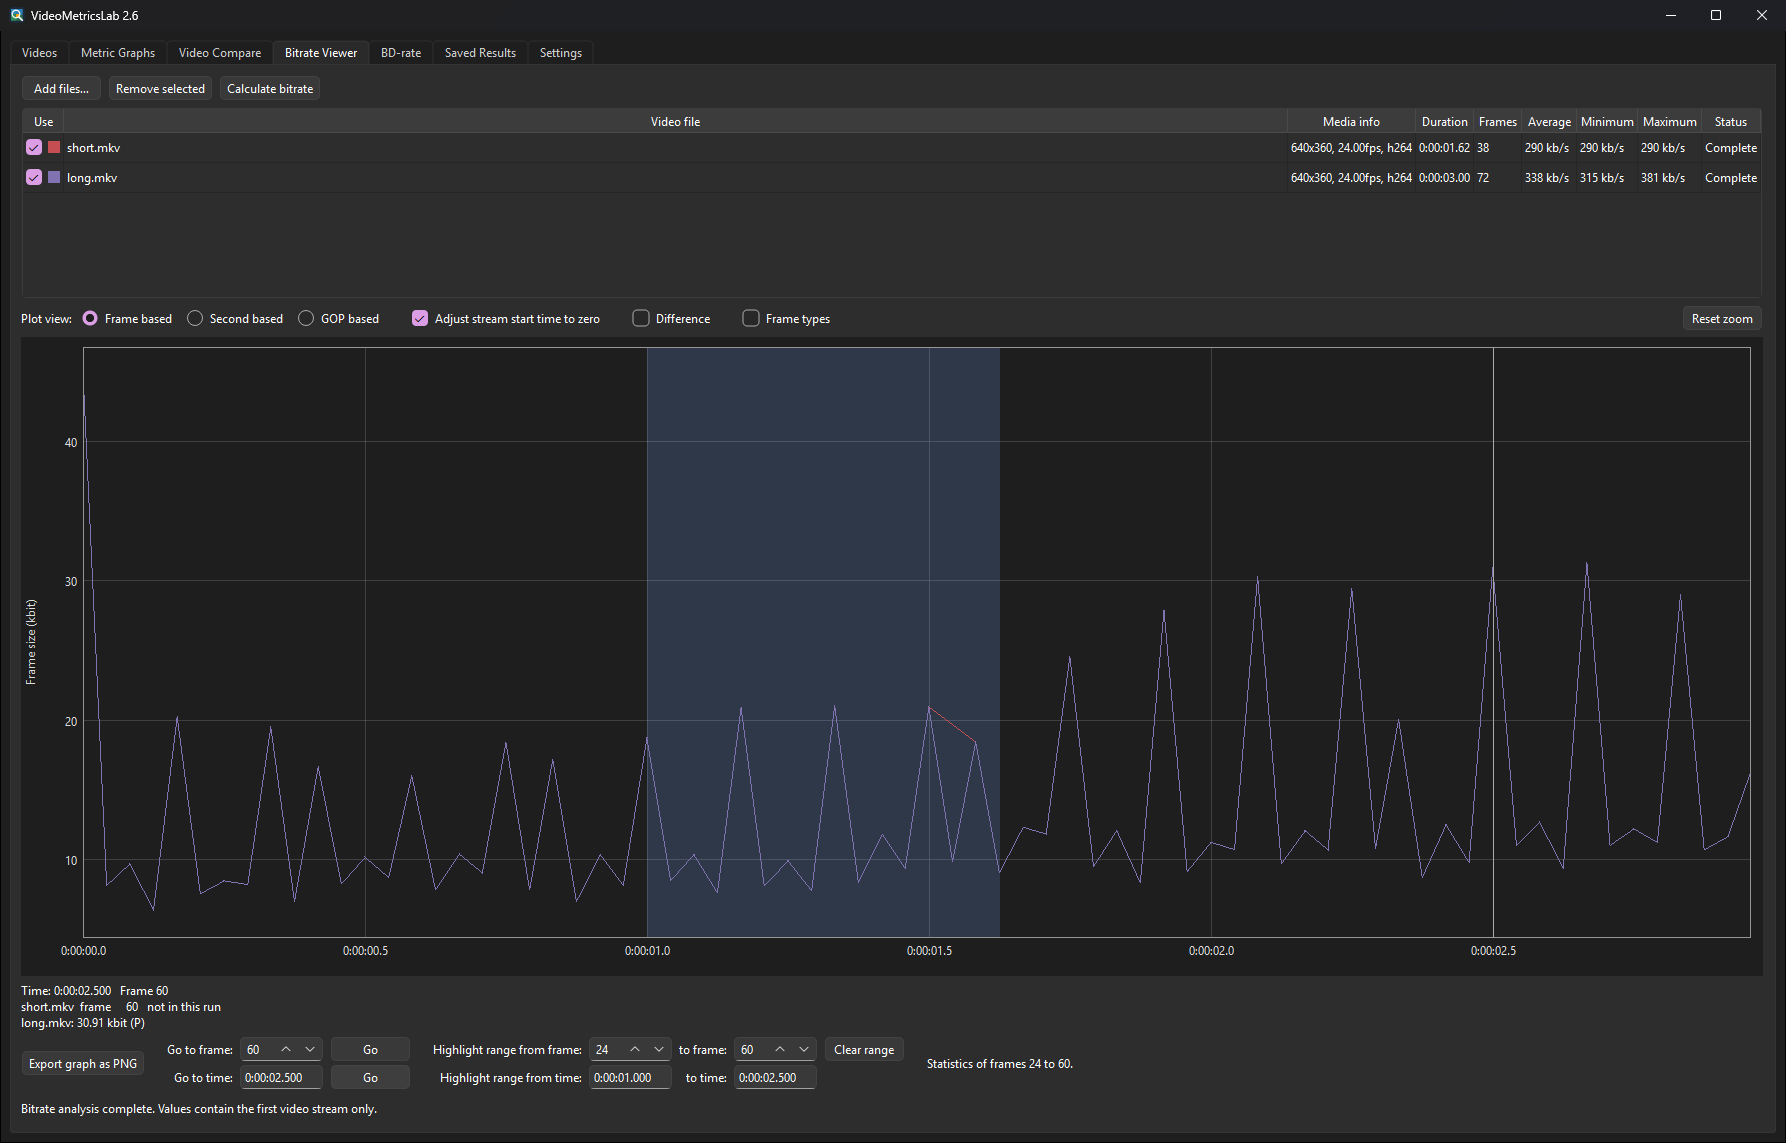 VideoMetricsLab 2.6
Videos Metric Graphs Video Compare Bitrate Viewer BD-rate Saved Results Settings
Add files... Remove selected Calculate bitrate
Use Video file Media info Duration Frames Average Minimum Maximum Status
short.mkv 640x360, 24.00fps, h264 0:00:01.62 38 290 kb/s 290 kb/s 290 kb/s Complete
long.mkv 640x360, 24.00fps, h264 0:00:03.00 72 338 kb/s 315 kb/s 381 kb/s Complete
Plot view: Frame based Second based GOP based Adjust stream start time to zero Difference Frame types Reset zoom
40
30
20
10
Frame size (kbit)
0:00:00.0 0:00:00.5 0:00:01.0 0:00:01.5 0:00:02.0 0:00:02.5
Time: 0:00:02.500 Frame 60
short.mkv frame 60 not in this run
long.mkv: 30.91 kbit (P)
Export graph as PNG
Go to frame: 60 Go Highlight range from frame: 24 to frame: 60 Clear range
Go to time: 0:00:02.500 Go Highlight range from time: 0:00:01.000 to time: 0:00:02.500
Statistics of frames 24 to 60.
Bitrate analysis complete. Values contain the first video stream only.